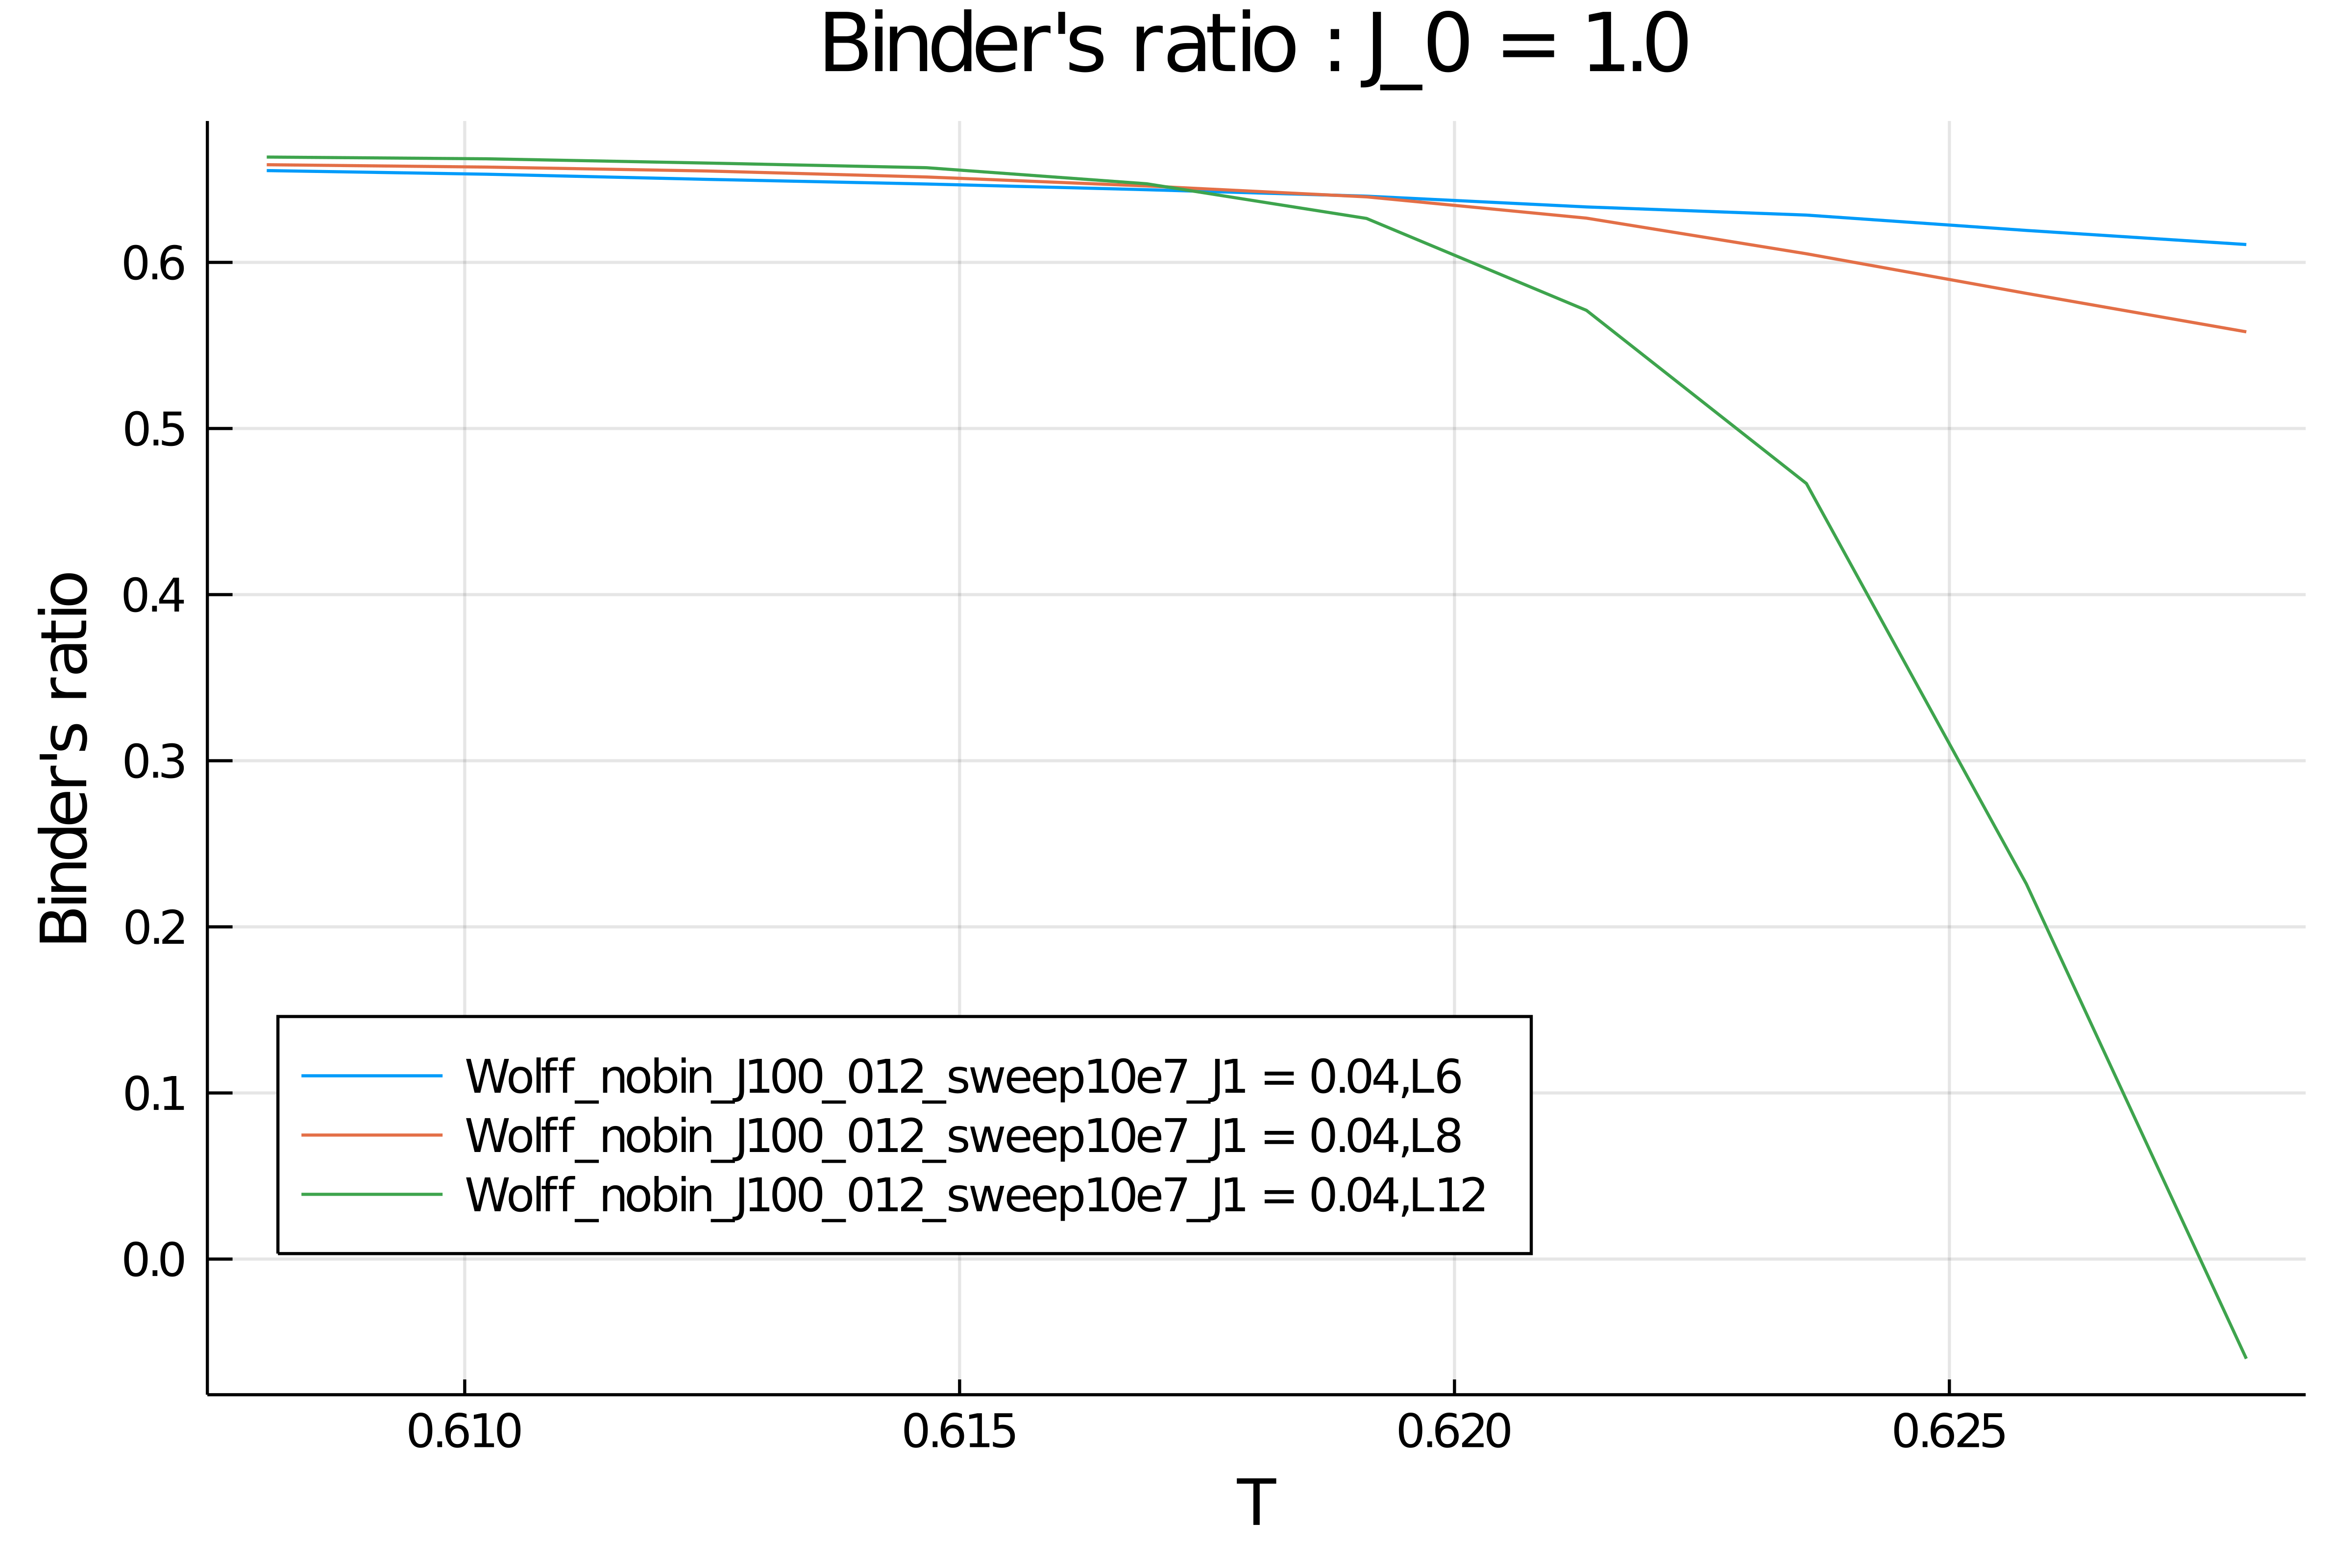 Binder's ratio : J_0 = 1.0
Binder's ratio
0.6
0.5
0.4
0.3
0.2
0.1
0.0
Wolff_nobin_J100_012_sweep10e7_J1 = 0.04,L6
Wolff_nobin_J100_012_sweep10e7_J1 = 0.04,L8
Wolff_nobin_J100_012_sweep10e7_J1 = 0.04,L12
0.610 0.615 0.620 0.625
T